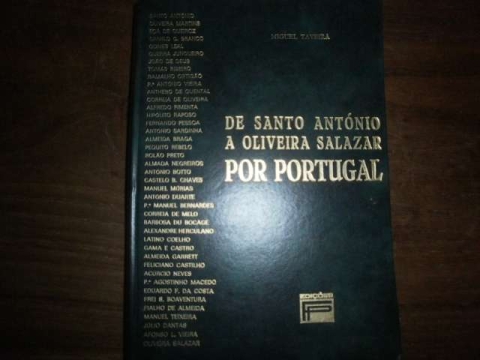 SANTO ANTÓNIO
OLIVEIRA MARTINS
EÇA DE QUEIROZ
CAMILO C. BRANCO
GOMES LEAL
GUERRA JUNQUEIRO
JOÃO DE DEUS
TOMÁS RIBEIRO
RAMALHO ORTIGÃO
P.e ANTÓNIO VIEIRA
ANTHERO DE QUENTAL
CORREIA DE OLIVEIRA
ALFREDO PIMENTA
HIPÓLITO RAPOSO
FERNANDO PESSOA
ANTÓNIO SARDINHA
ALMEIDA BRAGA
PEQUITO REBELO
ROLÃO PRETO
ALMADA NEGREIROS
ANTÓNIO BOTTO
CASTELO B. CHAVES
MANUEL MÚRIAS
ANTÓNIO DUARTE
P.e MANUEL BERNARDES
CORREIA DE MELO
BARBOSA DU BOCAGE
ALEXANDRE HERCULANO
LATINO COELHO
GAMA E CASTRO
ALMEIDA GARRETT
FELICIANO CASTILHO
ACÚRCIO NEVES
P.e AGOSTINHO MACEDO
EDUARDO F. DA COSTA
FREI B. BOAVENTURA
FIALHO DE ALMEIDA
MANUEL TEIXEIRA
JÚLIO DANTAS
AFONSO L. VIEIRA
OLIVEIRA SALAZAR
MIGUEL TAVEIRA
DE SANTO ANTÓNIO
A OLIVEIRA SALAZAR
POR PORTUGAL
EDIÇÕES